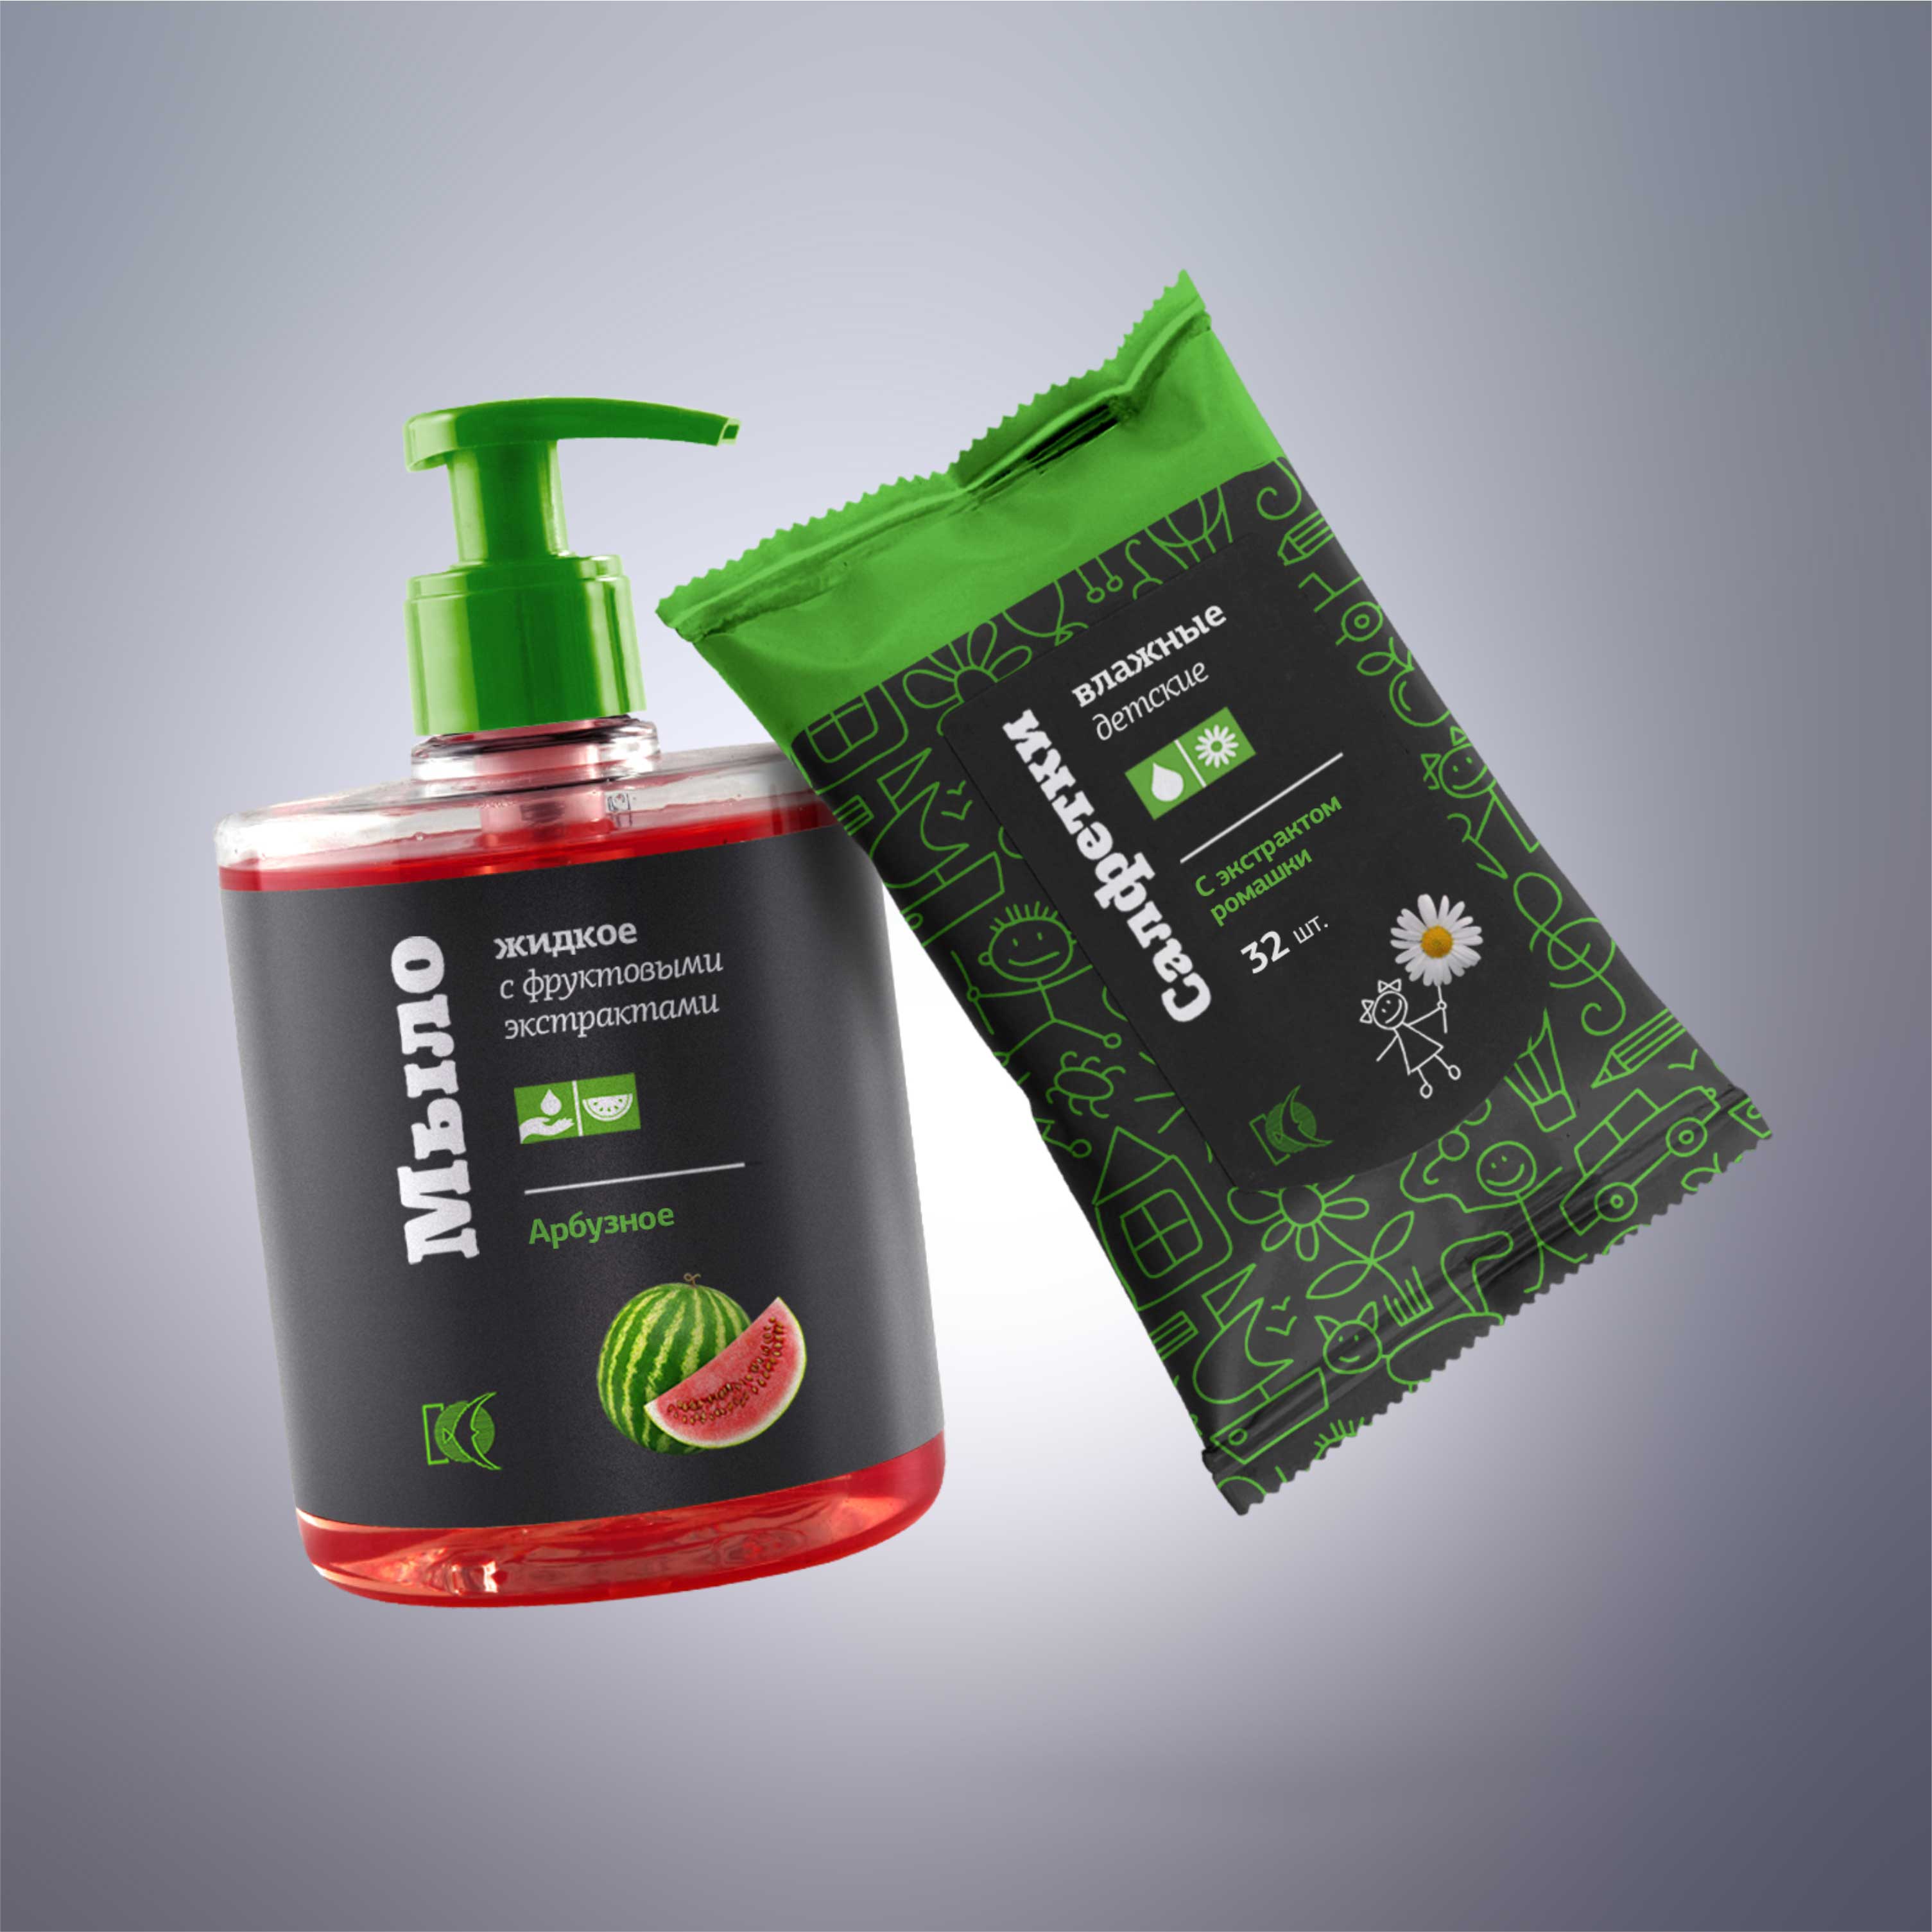 Мыло
жидкое
с фруктовыми
экстрактами
Арбузное
Салфетки
влажные
детские
С экстрактом
ромашки
32 шт.